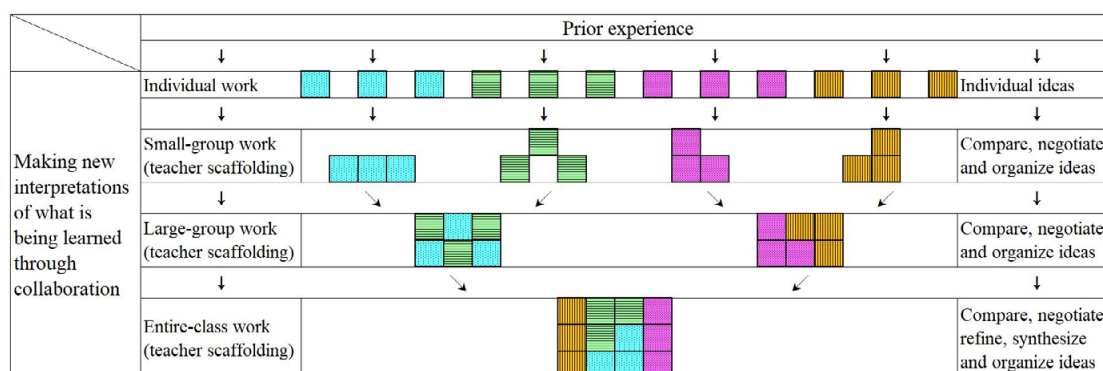 Prior experience
Individual work
Individual ideas
Making new
interpretations
of what is
being learned
through
collaboration
Small-group work
(teacher scaffolding)
Compare, negotiate
and organize ideas
Large-group work
(teacher scaffolding)
Compare, negotiate
and organize ideas
Entire-class work
(teacher scaffolding)
Compare, negotiate,
refine, synthesize
and organize ideas